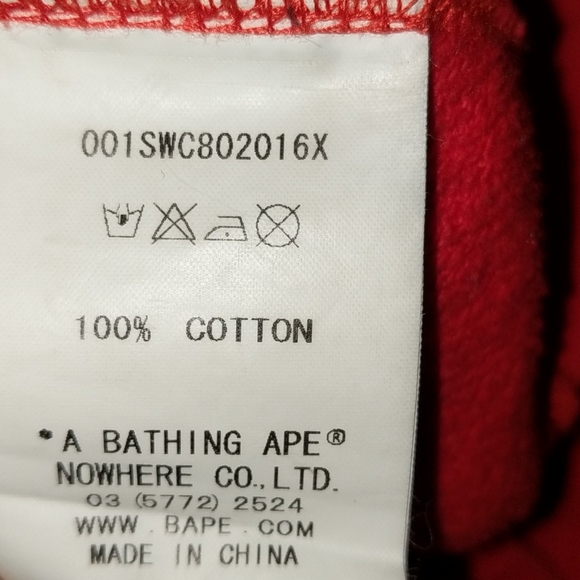 001SWC802016X
100% COTTON
*A BATHING APE®
NOWHERE CO.,LTD.
03 (5772) 2524
WWW.BAPE.COM
MADE IN CHINA